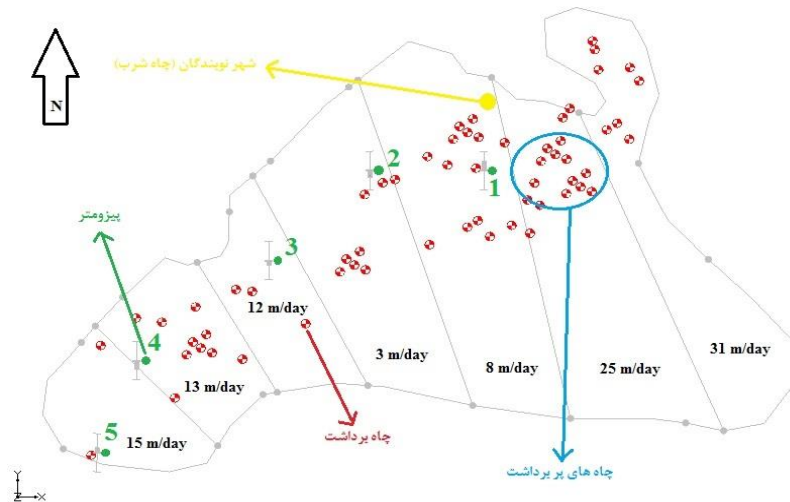 شهر نوبندگان (چاه شرب)
N
2
1
پیزومتر
3
12 m/day
4
3 m/day
8 m/day
31 m/day
25 m/day
13 m/day
5
15 m/day
چاه برداشت
چاه های پر برداشت
Y
Z
X